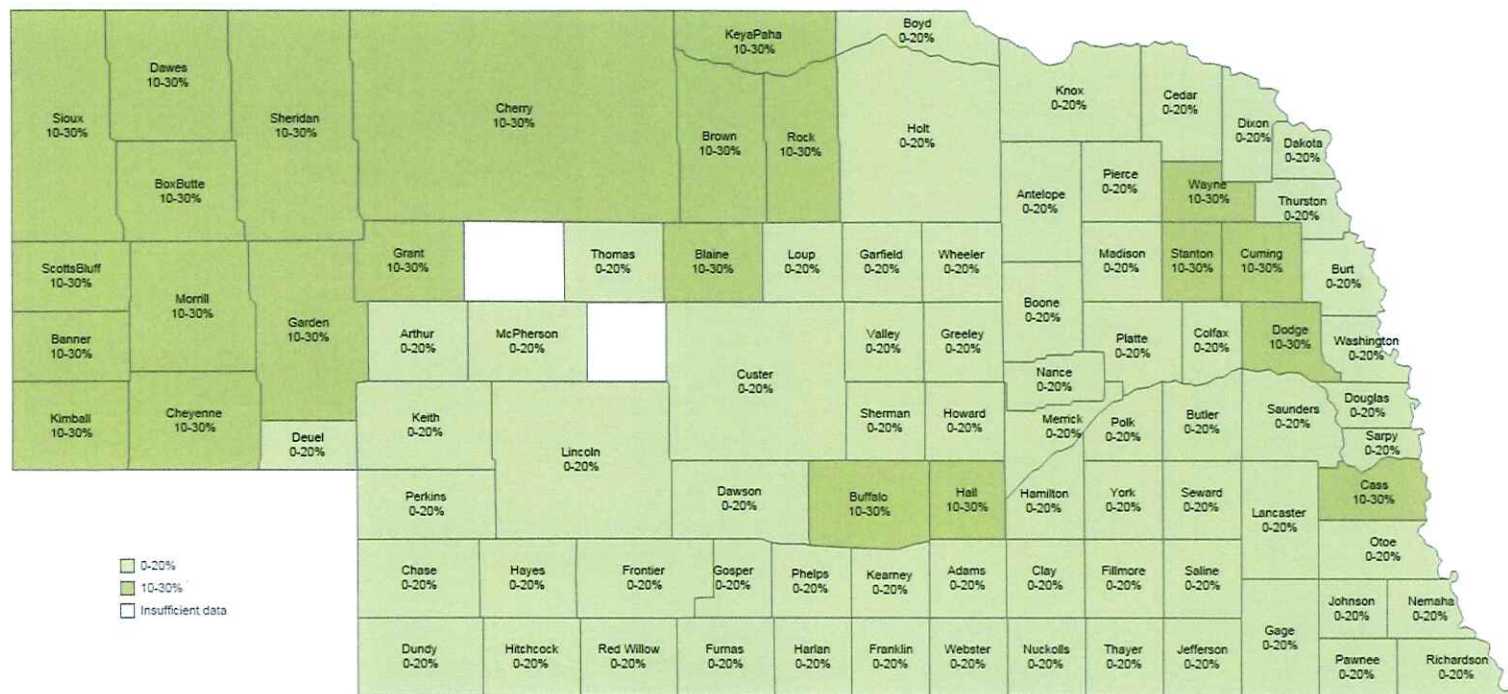 Boyd
0-20%
KeyaPaha
10-30%
Dawes
10-30%
Knox
0-20%
Cedar
0-20%
Sioux
10-30%
Sheridan
10-30%
Cherry
10-30%
Brown
10-30%
Rock
10-30%
Holt
0-20%
Dixon
0-20%
Dakota
0-20%
BoxButte
10-30%
Antelope
0-20%
Pierce
0-20%
Wayne
10-30%
Thurston
0-20%
Grant
10-30%
Thomas
0-20%
Blaine
10-30%
Loup
0-20%
Garfield
0-20%
Wheeler
0-20%
Madison
0-20%
Stanton
10-30%
Cuming
10-30%
Burt
0-20%
ScottsBluff
10-30%
Morrill
10-30%
Garden
10-30%
Boone
0-20%
Banner
10-30%
Arthur
0-20%
McPherson
0-20%
Valley
0-20%
Greeley
0-20%
Platte
0-20%
Colfax
0-20%
Dodge
10-30%
Washington
0-20%
Custer
0-20%
Nance
0-20%
Kimball
10-30%
Cheyenne
10-30%
Keith
0-20%
Sherman
0-20%
Howard
0-20%
Merrick
0-20%
Polk
0-20%
Butler
0-20%
Saunders
0-20%
Douglas
0-20%
Deuel
0-20%
Lincoln
0-20%
Sarpy
0-20%
Perkins
0-20%
Dawson
0-20%
Buffalo
10-30%
Hall
10-30%
Hamilton
0-20%
York
0-20%
Seward
0-20%
Lancaster
0-20%
Cass
10-30%
Otoe
0-20%
0-20%
10-30%
Insufficient data
Chase
0-20%
Hayes
0-20%
Frontier
0-20%
Gosper
0-20%
Phelps
0-20%
Kearney
0-20%
Adams
0-20%
Clay
0-20%
Fillmore
0-20%
Saline
0-20%
Johnson
0-20%
Nemaha
0-20%
Gage
0-20%
Dundy
0-20%
Hitchcock
0-20%
Red Willow
0-20%
Furnas
0-20%
Harlan
0-20%
Franklin
0-20%
Webster
0-20%
Nuckolls
0-20%
Thayer
0-20%
Jefferson
0-20%
Pawnee
0-20%
Richardson
0-20%